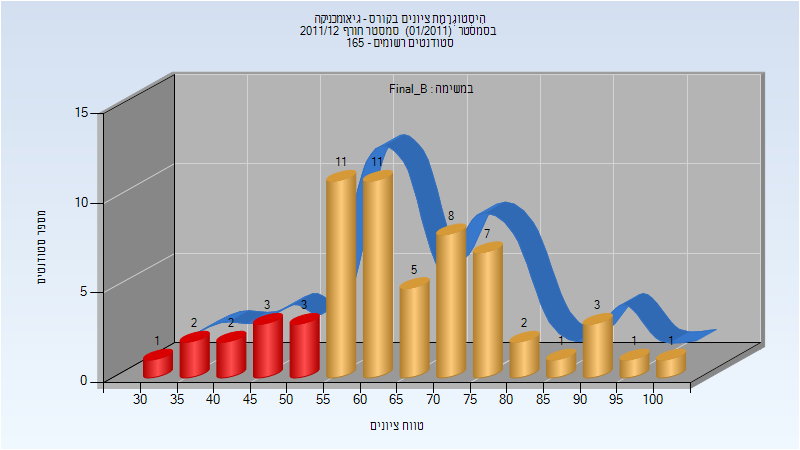 היסטוגרמת ציונים בקורס - גיאומכניקה
בסמסטר (01/2011) סמסטר חורף 2011/12
סטודנטים רשומים - 165
במשימה : Final_B
מספר סטודנטים
15
10
5
0
1
2
2
3
3
11
11
5
8
7
2
1
3
1
1
30 35 40 45 50 55 60 65 70 75 80 85 90 95 100
טווח ציונים